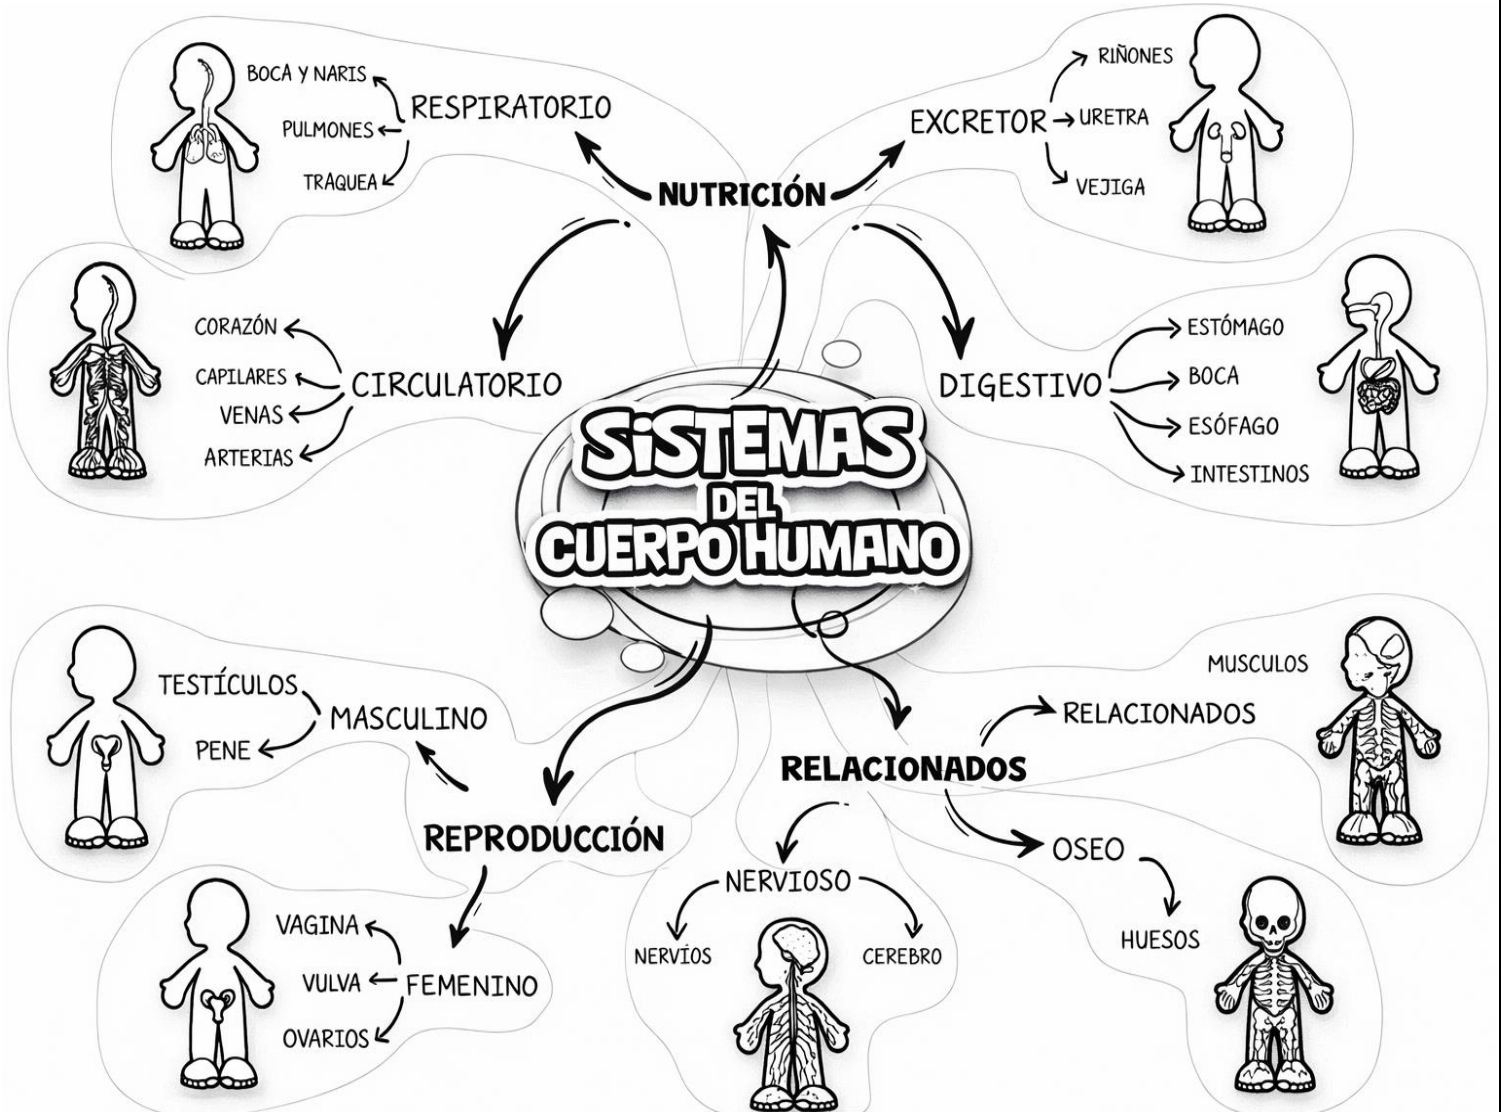 SISTEMAS
DEL
CUERPO HUMANO
NUTRICIÓN
RESPIRATORIO
BOCA Y NARIS
PULMONES
TRAQUEA
CIRCULATORIO
CORAZÓN
CAPILARES
VENAS
ARTERIAS
EXCRETOR
RIÑONES
URETRA
VEJIGA
DIGESTIVO
ESTÓMAGO
BOCA
ESÓFAGO
INTESTINOS
REPRODUCCIÓN
MASCULINO
TESTÍCULOS
PENE
FEMENINO
VAGINA
VULVA
OVARIOS
RELACIONADOS
RELACIONADOS
MUSCULOS
OSEO
HUESOS
NERVIOSO
NERVÍOS
CEREBRO